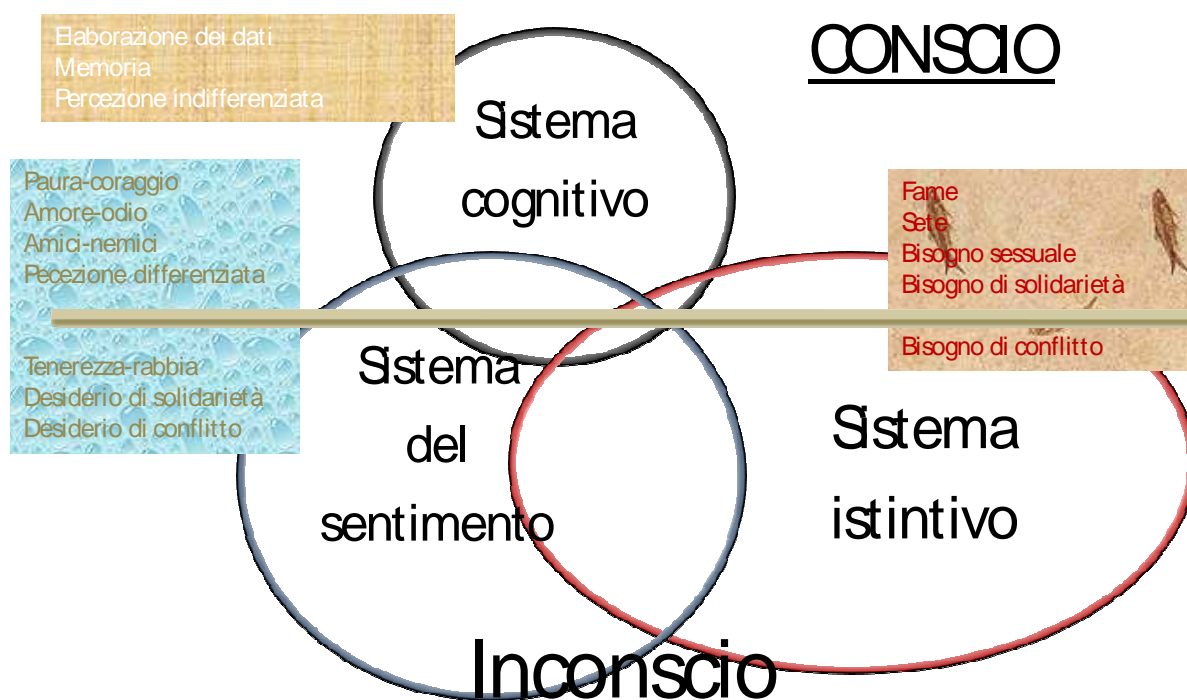 Elaborazione dei dati
Memoria
Percezione indifferenziata
CONSCIO
Sistema
cognitivo
Paura-coraggio
Amore-odio
Amici-nemici
Pecezione differenziata
Fame
Sete
Bisogno sessuale
Bisogno di solidarietà
Bisogno di conflitto
Tenerezza-rabbia
Desiderio di solidarietà
Desiderio di conflitto
Sistema
del
sentimento
Sistema
istintivo
Inconscio